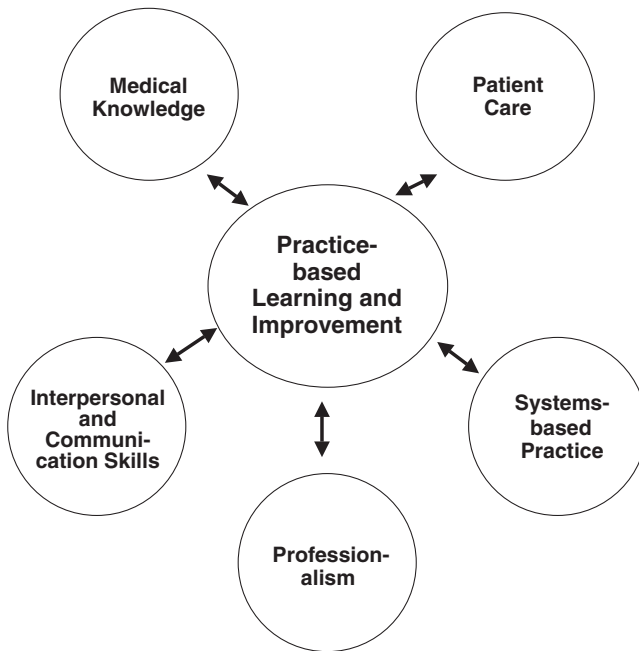 Medical
Knowledge
Patient
Care
Practice-
based
Learning and
Improvement
Interpersonal
and
Communi-
cation Skills
Systems-
based
Practice
Profession-
alism